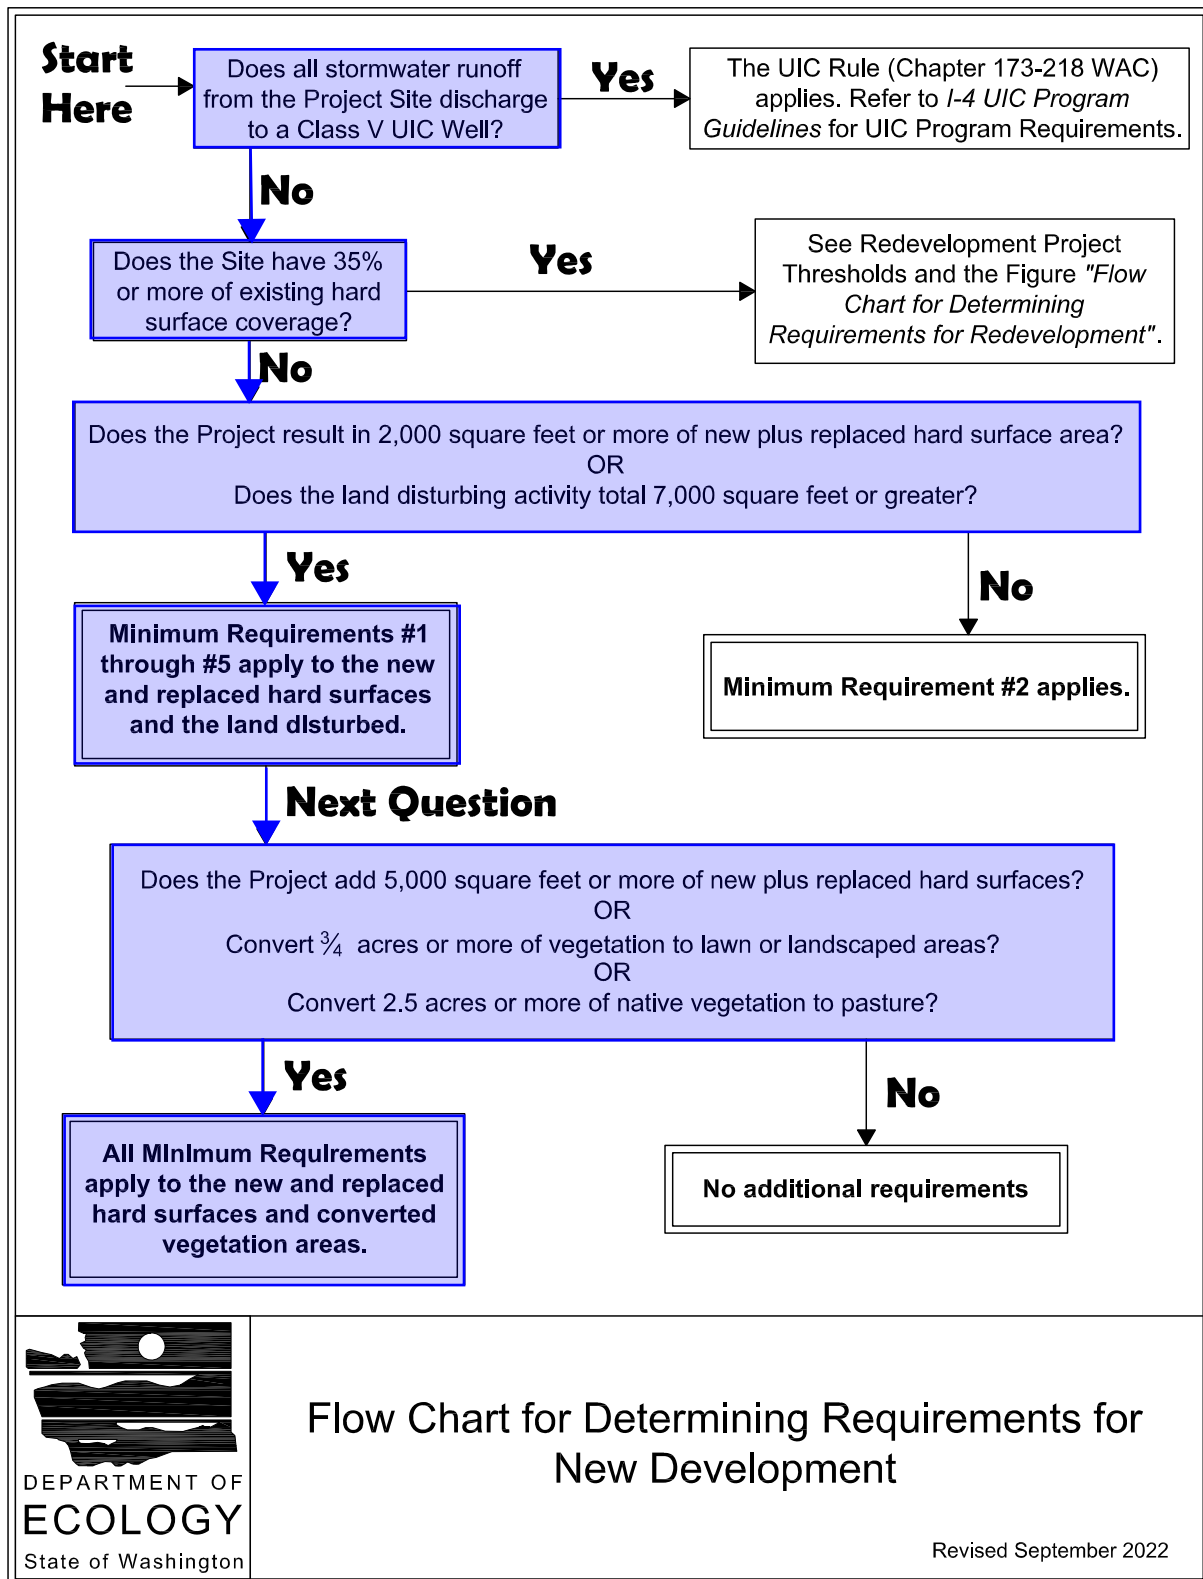 Start
Here
Does all stormwater runoff
from the Project Site discharge
to a Class V UIC Well?
Yes
The UIC Rule (Chapter 173-218 WAC)
applies. Refer to I-4 UIC Program
Guidelines for UIC Program Requirements.
No
Does the Site have 35%
or more of existing hard
surface coverage?
Yes
See Redevelopment Project
Thresholds and the Figure "Flow
Chart for Determining
Requirements for Redevelopment".
No
Does the Project result in 2,000 square feet or more of new plus replaced hard surface area?
OR
Does the land disturbing activity total 7,000 square feet or greater?
Yes
No
Minimum Requirements #1
through #5 apply to the new
and replaced hard surfaces
and the land disturbed.
Minimum Requirement #2 applies.
Next Question
Does the Project add 5,000 square feet or more of new plus replaced hard surfaces?
OR
Convert ¾ acres or more of vegetation to lawn or landscaped areas?
OR
Convert 2.5 acres or more of native vegetation to pasture?
Yes
No
All Minimum Requirements
apply to the new and replaced
hard surfaces and converted
vegetation areas.
No additional requirements
DEPARTMENT OF
ECOLOGY
State of Washington
Flow Chart for Determining Requirements for
New Development
Revised September 2022